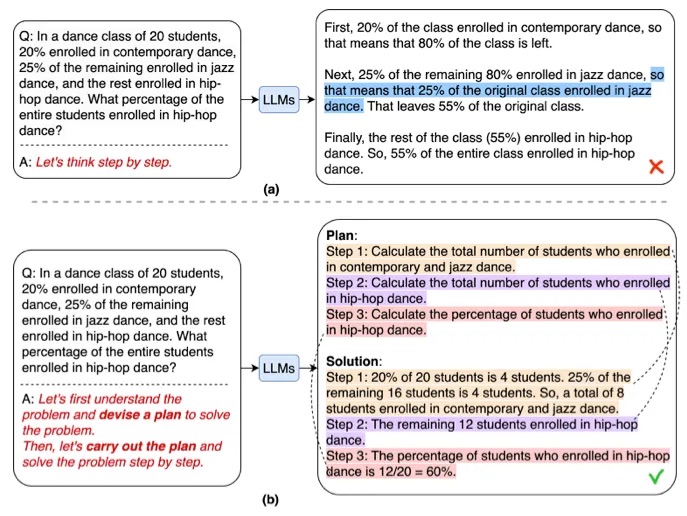 Q: In a dance class of 20 students,
20% enrolled in contemporary dance,
25% of the remaining enrolled in jazz
dance, and the rest enrolled in hip-
hop dance. What percentage of the
entire students enrolled in hip-hop
dance?
A: Let's think step by step.
LLMs
First, 20% of the class enrolled in contemporary dance, so
that means that 80% of the class is left.
Next, 25% of the remaining 80% enrolled in jazz dance, so
that means that 25% of the original class enrolled in jazz
dance. That leaves 55% of the original class.
Finally, the rest of the class (55%) enrolled in hip-hop
dance. So, 55% of the entire class enrolled in hip-hop
dance.
(a)
Q: In a dance class of 20 students,
20% enrolled in contemporary
dance, 25% of the remaining
enrolled in jazz dance, and the rest
enrolled in hip-hop dance. What
percentage of the entire students
enrolled in hip-hop dance?
A: Let's first understand the
problem and devise a plan to solve
the problem.
Then, let's carry out the plan and
solve the problem step by step.
LLMs
Plan:
Step 1: Calculate the total number of students who enrolled
in contemporary and jazz dance.
Step 2: Calculate the total number of students who enrolled
in hip-hop dance.
Step 3: Calculate the percentage of students who enrolled
in hip-hop dance.
Solution:
Step 1: 20% of 20 students is 4 students. 25% of the
remaining 16 students is 4 students. So, a total of 8
students enrolled in contemporary and jazz dance.
Step 2: The remaining 12 students enrolled in hip-hop
dance.
Step 3: The percentage of students who enrolled in hip-hop
dance is 12/20 = 60%.
(b)